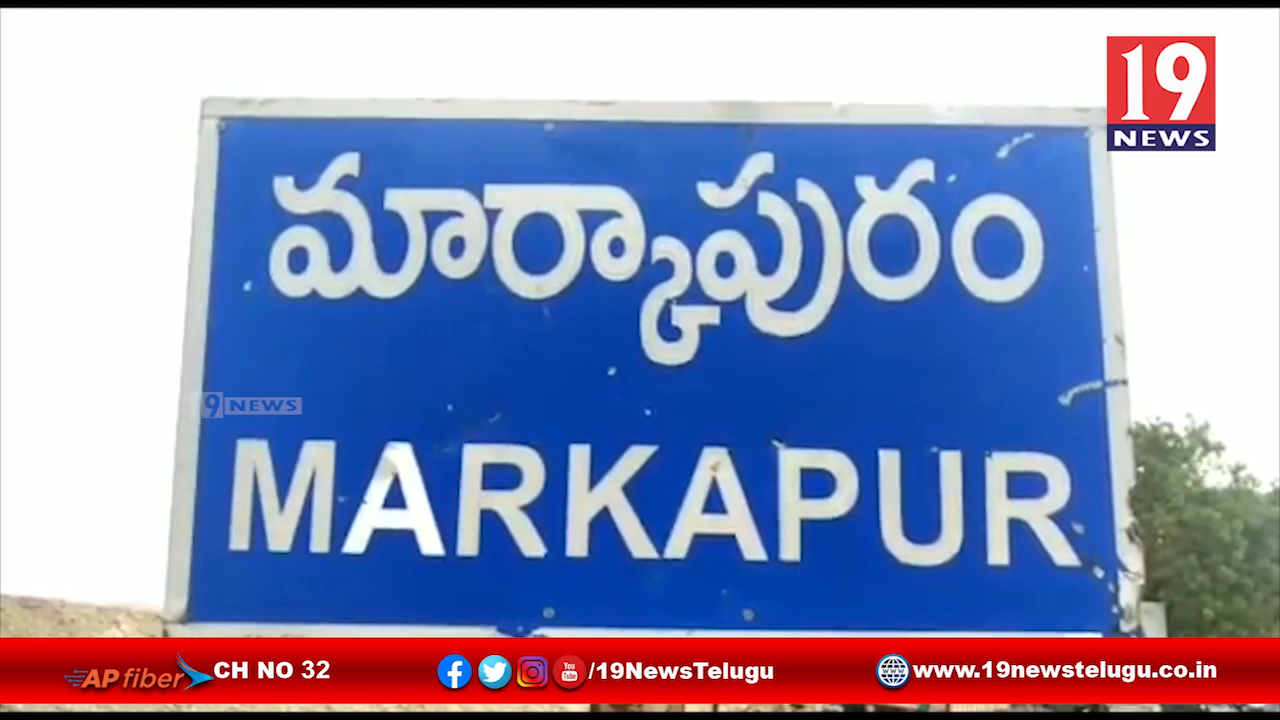 19
NEWS
మార్కాపురం
19 NEWS
MARKAPUR
AP fiber CH NO 32 /19NewsTelugu www.19newstelugu.co.in